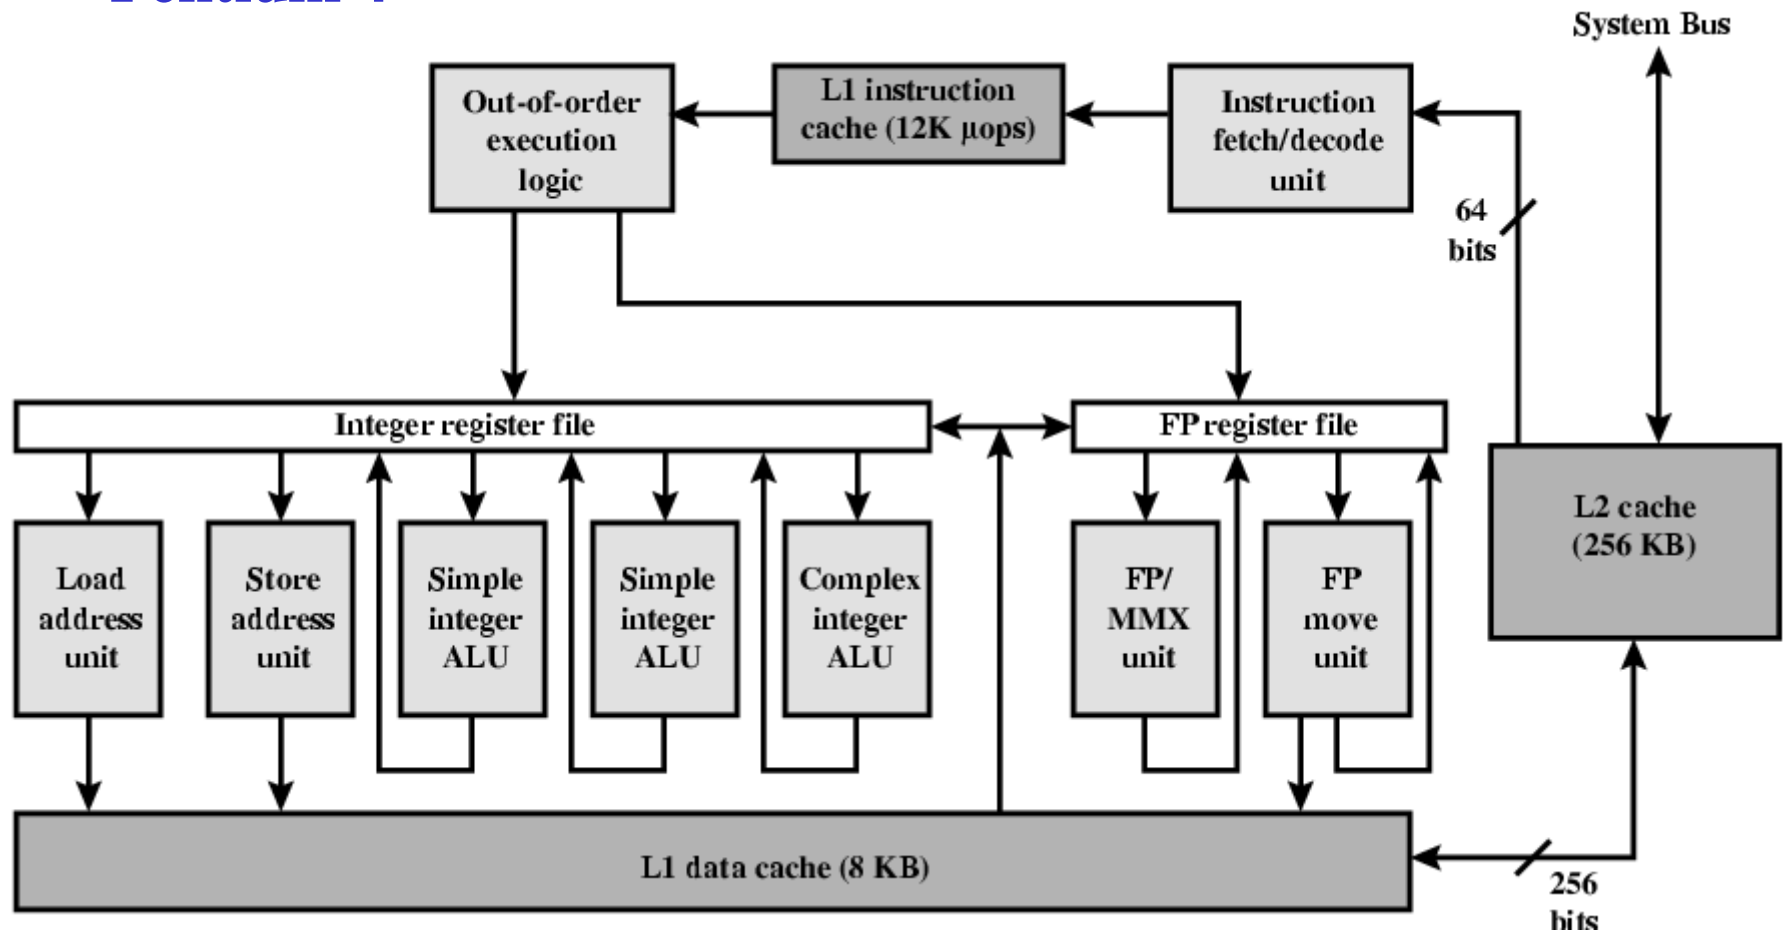 System Bus
Out-of-order
execution
logic
L1 instruction
cache (12K μops)
Instruction
fetch/decode
unit
64
bits
Integer register file
FP register file
L2 cache
(256 KB)
Load
address
unit
Store
address
unit
Simple
integer
ALU
Simple
integer
ALU
Complex
integer
ALU
FP/
MMX
unit
FP
move
unit
L1 data cache (8 KB)
256
bits